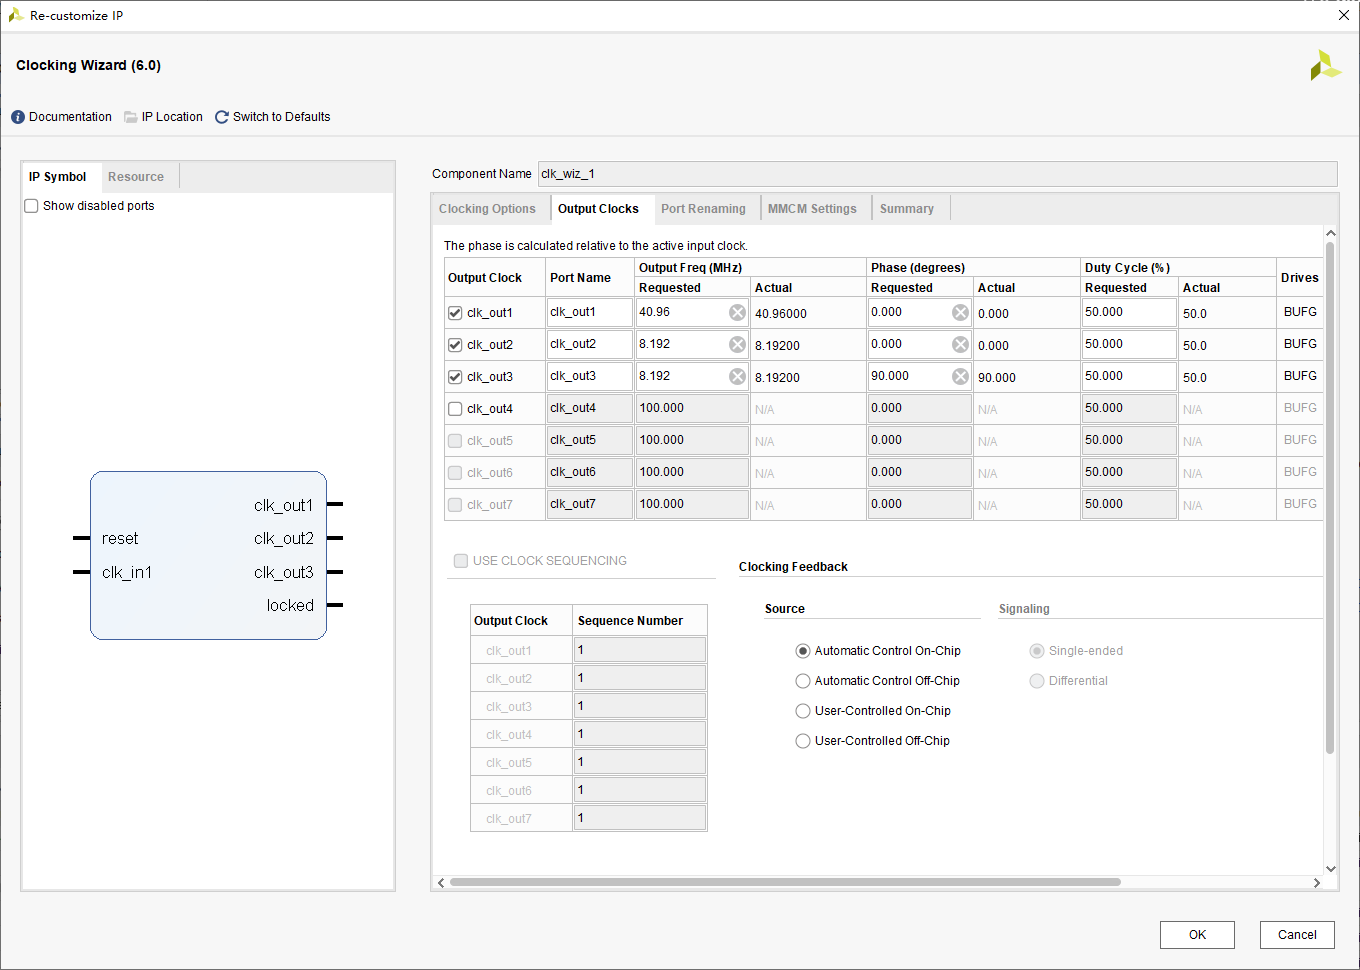 Re-customize IP
Clocking Wizard (6.0)
Documentation IP Location Switch to Defaults
IP Symbol Resource
Show disabled ports
reset
clk_in1
clk_out1
clk_out2
clk_out3
locked
Component Name clk_wiz_1
Clocking Options Output Clocks Port Renaming MMCM Settings Summary
The phase is calculated relative to the active input clock.
Output Clock Port Name Output Freq (MHz) Phase (degrees) Duty Cycle (%) Drives
Requested Actual Requested Actual Requested Actual
clk_out1 clk_out1 40.96 40.96000 0.000 0.000 50.000 50.0 BUFG
clk_out2 clk_out2 8.192 8.19200 0.000 0.000 50.000 50.0 BUFG
clk_out3 clk_out3 8.192 8.19200 90.000 90.000 50.000 50.0 BUFG
clk_out4 clk_out4 100.000 N/A 0.000 N/A 50.000 N/A BUFG
clk_out5 clk_out5 100.000 N/A 0.000 N/A 50.000 N/A BUFG
clk_out6 clk_out6 100.000 N/A 0.000 N/A 50.000 N/A BUFG
clk_out7 clk_out7 100.000 N/A 0.000 N/A 50.000 N/A BUFG
USE CLOCK SEQUENCING
Output Clock Sequence Number
clk_out1 1
clk_out2 1
clk_out3 1
clk_out4 1
clk_out5 1
clk_out6 1
clk_out7 1
Clocking Feedback
Source Signaling
Automatic Control On-Chip Single-ended
Automatic Control Off-Chip Differential
User-Controlled On-Chip
User-Controlled Off-Chip
OK Cancel